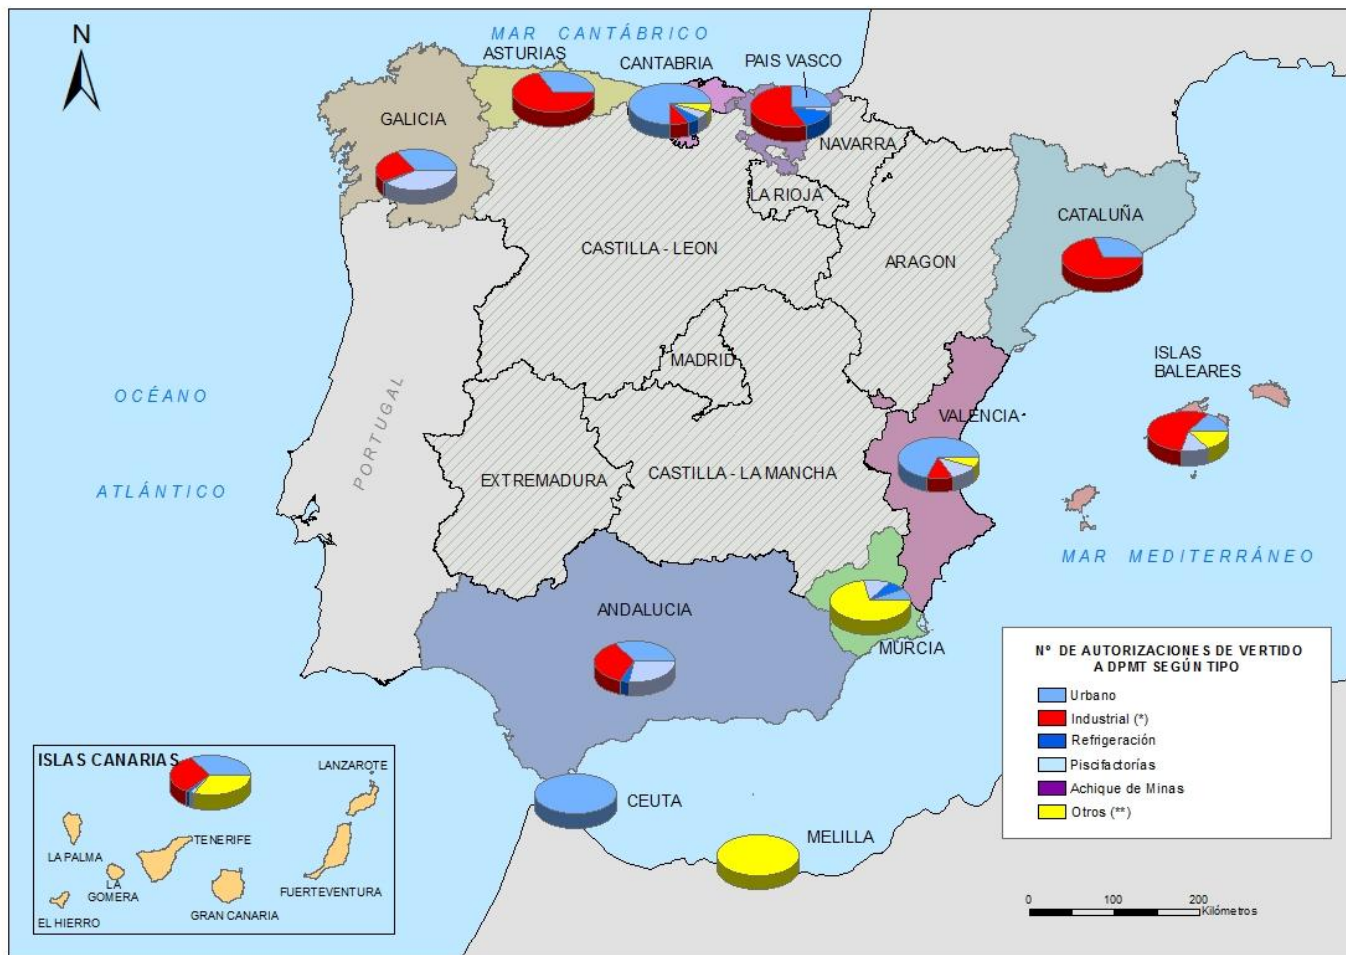 N
MAR CANTÁBRICO
ASTURIAS
CANTABRIA
PAIS VASCO
GALICIA
NAVARRA
LA RIOJA
CATALUÑA
CASTILLA - LEON
ARAGON
MADRID
ISLAS
BALEARES
OCÉANO
ATLÁNTICO
PORTUGAL
VALENCIA
EXTREMADURA
CASTILLA - LA MANCHA
MAR MEDITERRÁNEO
ANDALUCIA
MURCIA
Nº DE AUTORIZACIONES DE VERTIDO
A DPMT SEGÚN TIPO
Urbano
Industrial (*)
Refrigeración
Piscifactorías
Achique de Minas
Otros (**)
ISLAS CANARIAS
LANZAROTE
LA PALMA
TENERIFE
LA
GOMERA
FUERTEVENTURA
EL HIERRO
GRAN CANARIA
CEUTA
MELILLA
0 100 200
Kilómetros